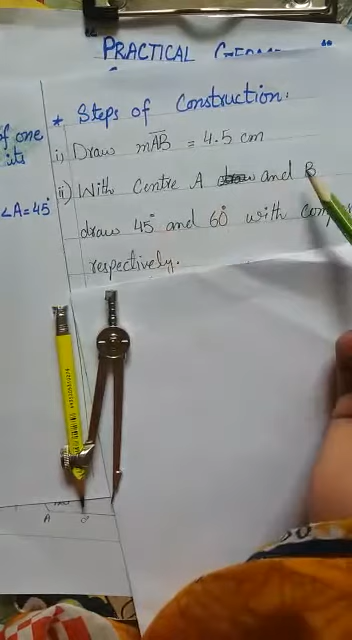 " PRACTICAL "
* Steps of Construction:
of one
its
∠A=45°
i) Draw mAB = 4.5 cm
ii) With Centre A and B
draw 45° and 60° with
respectively.
A